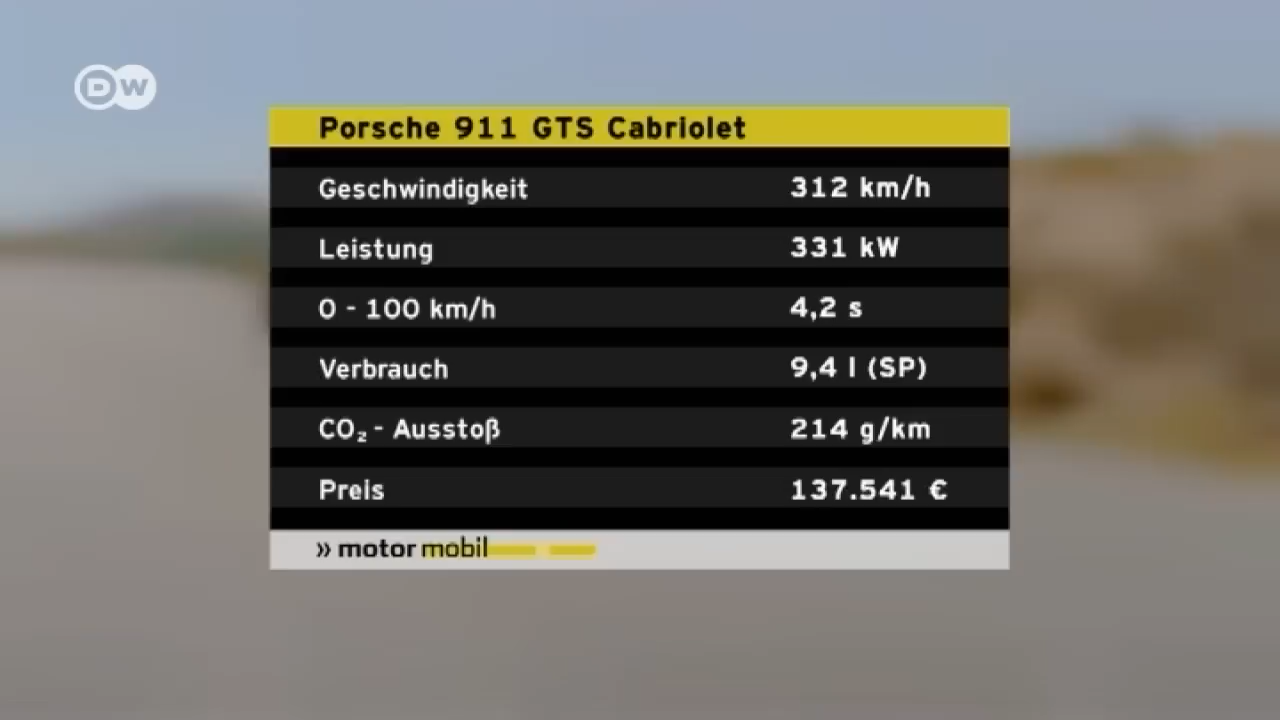 DW
Porsche 911 GTS Cabriolet
Geschwindigkeit 312 km/h
Leistung 331 kW
0 - 100 km/h 4,2 s
Verbrauch 9,4 l (SP)
CO₂ - Ausstoß 214 g/km
Preis 137.541 €
» motor mobil